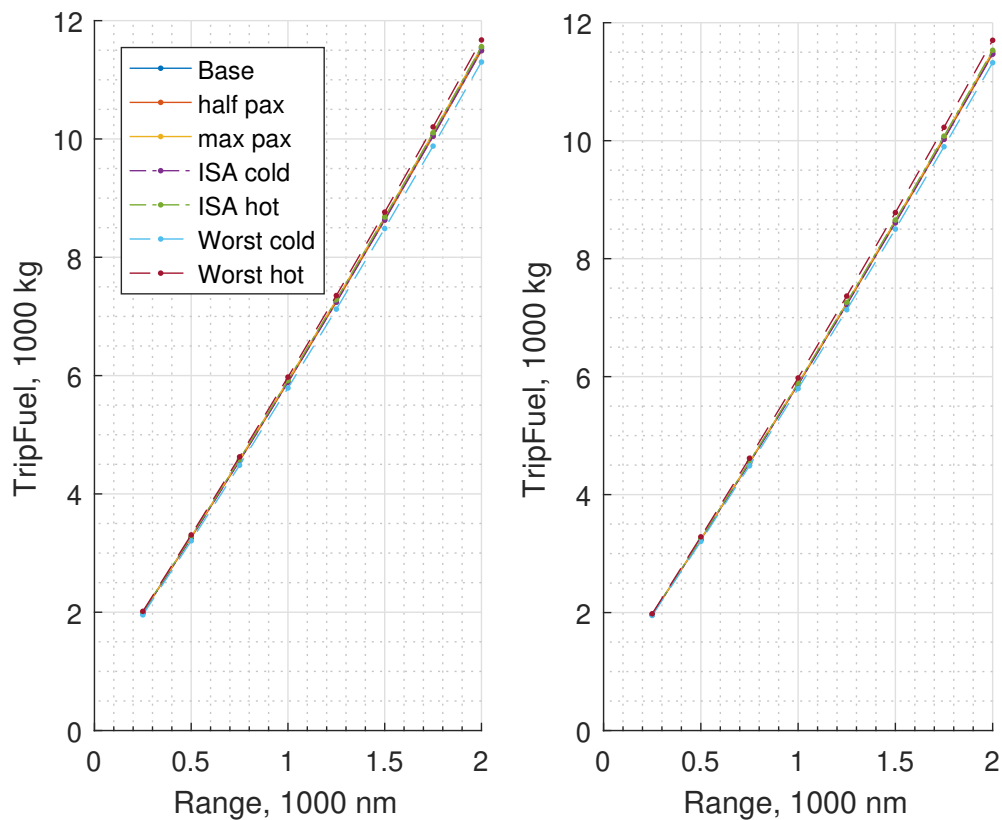 12
10
8
6
4
2
0
TripFuel, 1000 kg
Base
half pax
max pax
ISA cold
ISA hot
Worst cold
Worst hot
0 0.5 1 1.5 2
Range, 1000 nm
12
10
8
6
4
2
0
TripFuel, 1000 kg
0 0.5 1 1.5 2
Range, 1000 nm